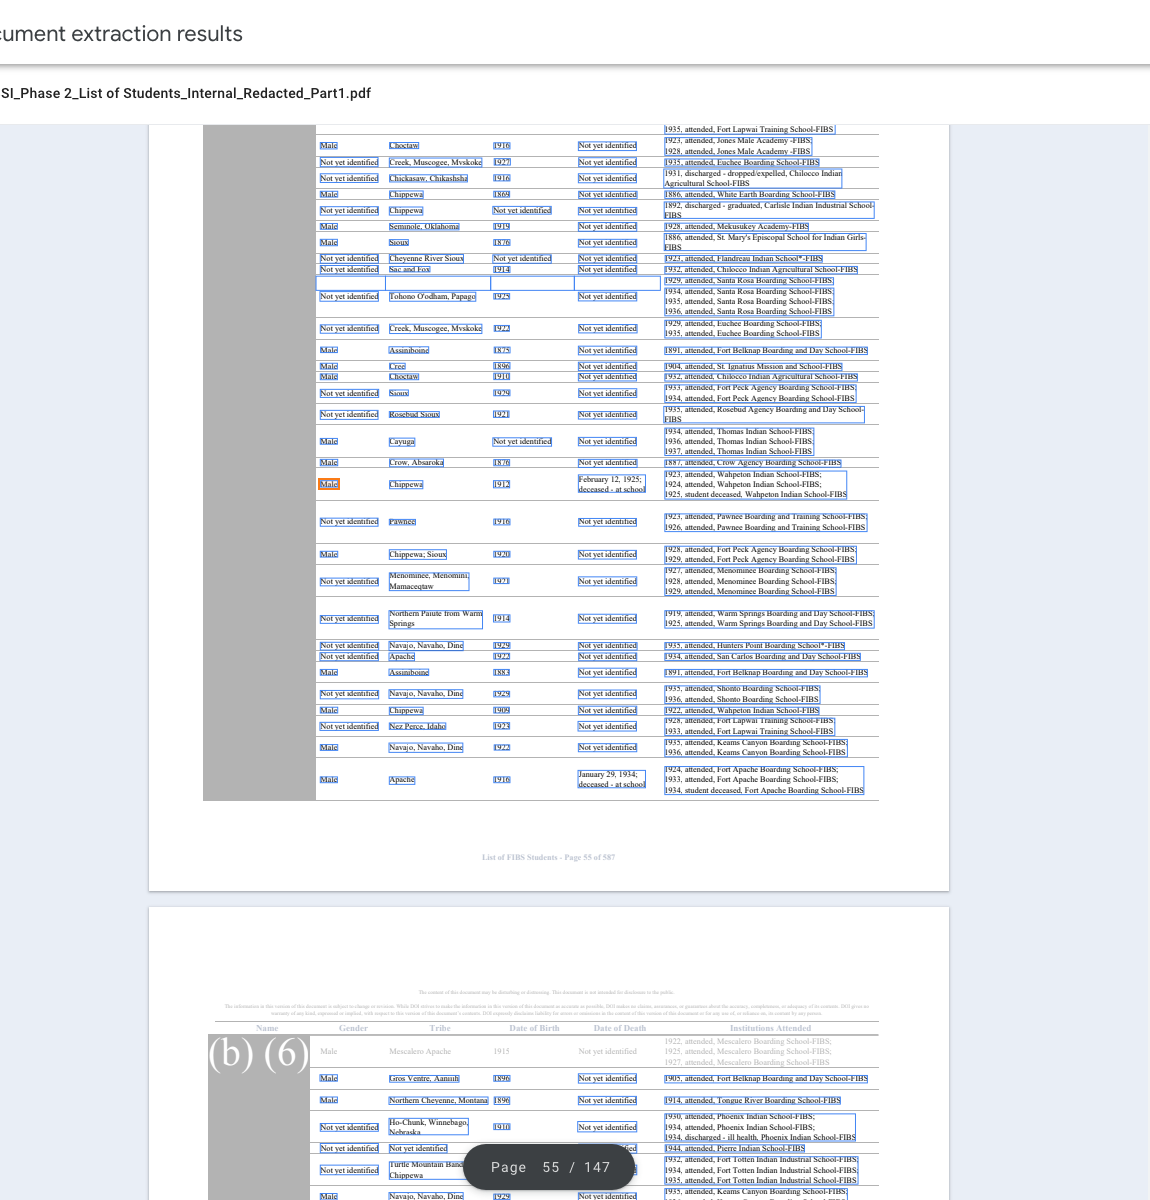 cument extraction results
SI_Phase 2_List of Students_Internal_Redacted_Part1.pdf
1935, attended, Fort Lapwai Training School-FIBS
Male Choctaw 1916 Not yet identified 1923, attended, Jones Male Academy -FIBS;
1928, attended, Jones Male Academy-FIBS
Not yet identified Creek, Muscogee, Mvskoke 1927 Not yet identified 1935, attended, Euchee Boarding School-FIBS
Not yet identified Chickasaw, Chikashsha 1916 Not yet identified 1931, discharged - dropped/expelled, Chilocco Indian
Agricultural School-FIBS
Male Chippewa 1869 Not yet identified 1886, attended, White Earth Boarding School-FIBS
Not yet identified Chippewa Not yet identified Not yet identified 1892, discharged - graduated, Carlisle Indian Industrial School-
FIBS
Male Seminole, Oklahoma 1919 Not yet identified 1928, attended, Mekusukey Academy-FIBS
Male Sioux 1876 Not yet identified 1886, attended, St. Mary's Episcopal School for Indian Girls-
FIBS
Not yet identified Cheyenne River Sioux Not yet identified Not yet identified 1923, attended, Flandreau Indian School*-FIBS
Not yet identified Sac and Fox 1914 Not yet identified 1932, attended, Chilocco Indian Agricultural School-FIBS
1929, attended, Santa Rosa Boarding School-FIBS;
Not yet identified Tohono O'odham, Papago 1925 Not yet identified 1934, attended, Santa Rosa Boarding School-FIBS;
1935, attended, Santa Rosa Boarding School-FIBS;
1936, attended, Santa Rosa Boarding School-FIBS
Not yet identified Creek, Muscogee, Mvskoke 1922 Not yet identified 1929, attended, Euchee Boarding School-FIBS;
1935, attended, Euchee Boarding School-FIBS
Male Assiniboine 1875 Not yet identified 1891, attended, Fort Belknap Boarding and Day School-FIBS
Male Cree 1896 Not yet identified 1904, attended, St. Ignatius Mission and School-FIBS
Male Choctaw 1910 Not yet identified 1932, attended, Chilocco Indian Agricultural School-FIBS
Not yet identified Sioux 1929 Not yet identified 1933, attended, Fort Peck Agency Boarding School-FIBS;
1934, attended, Fort Peck Agency Boarding School-FIBS
Not yet identified Rosebud Sioux 1921 Not yet identified 1935, attended, Rosebud Agency Boarding and Day School-
FIBS
Male Cayuga Not yet identified Not yet identified 1934, attended, Thomas Indian School-FIBS;
1936, attended, Thomas Indian School-FIBS;
1937, attended, Thomas Indian School-FIBS
Male Crow, Absaroka 1876 Not yet identified 1887, attended, Crow Agency Boarding School-FIBS
Male Chippewa 1912 February 12, 1925; deceased - at school 1923, attended, Wahpeton Indian School-FIBS;
1924, attended, Wahpeton Indian School-FIBS;
1925, student deceased, Wahpeton Indian School-FIBS
Not yet identified Pawnee 1916 Not yet identified 1923, attended, Pawnee Boarding and Training School-FIBS;
1926, attended, Pawnee Boarding and Training School-FIBS
Male Chippewa; Sioux 1920 Not yet identified 1928, attended, Fort Peck Agency Boarding School-FIBS;
1929, attended, Fort Peck Agency Boarding School-FIBS
Not yet identified Menominee, Menomini, Mamaceqtaw 1921 Not yet identified 1927, attended, Menominee Boarding School-FIBS;
1928, attended, Menominee Boarding School-FIBS;
1929, attended, Menominee Boarding School-FIBS
Not yet identified Northern Paiute from Warm Springs 1914 Not yet identified 1919, attended, Warm Springs Boarding and Day School-FIBS;
1925, attended, Warm Springs Boarding and Day School-FIBS
Not yet identified Navajo, Navaho, Diné 1929 Not yet identified 1935, attended, Hunters Point Boarding School*-FIBS
Not yet identified Apache 1922 Not yet identified 1934, attended, San Carlos Boarding and Day School-FIBS
Male Assiniboine 1883 Not yet identified 1891, attended, Fort Belknap Boarding and Day School-FIBS
Not yet identified Navajo, Navaho, Diné 1929 Not yet identified 1935, attended, Shonto Boarding School-FIBS;
1936, attended, Shonto Boarding School-FIBS
Male Chippewa 1909 Not yet identified 1922, attended, Wahpeton Indian School-FIBS
Not yet identified Nez Perce, Idaho 1923 Not yet identified 1928, attended, Fort Lapwai Training School-FIBS;
1933, attended, Fort Lapwai Training School-FIBS
Male Navajo, Navaho, Diné 1922 Not yet identified 1935, attended, Keams Canyon Boarding School-FIBS;
1936, attended, Keams Canyon Boarding School-FIBS
Male Apache 1916 January 29, 1934; deceased - at school 1924, attended, Fort Apache Boarding School-FIBS;
1933, attended, Fort Apache Boarding School-FIBS;
1934, student deceased, Fort Apache Boarding School-FIBS
List of FIBS Students - Page 55 of 587
The content of this document may be disturbing or distressing. This document is not intended for disclosure to the public.
Name Gender Tribe Date of Birth Date of Death Institutions Attended
(b) (6) Male Mescalero Apache 1915 Not yet identified 1922, attended, Mescalero Boarding School-FIBS;
1925, attended, Mescalero Boarding School-FIBS;
1927, attended, Mescalero Boarding School-FIBS
Male Gros Ventre, Aaninih 1896 Not yet identified 1905, attended, Fort Belknap Boarding and Day School-FIBS
Male Northern Cheyenne, Montana 1896 Not yet identified 1914, attended, Tongue River Boarding School-FIBS
Not yet identified Ho-Chunk, Winnebago, Nebraska 1910 Not yet identified 1930, attended, Phoenix Indian School-FIBS;
1934, attended, Phoenix Indian School-FIBS;
1934, discharged - ill health, Phoenix Indian School-FIBS
Not yet identified Not yet identified 1944, attended, Pierre Indian School-FIBS
Not yet identified Turtle Mountain Band Chippewa 1932, attended, Fort Totten Indian Industrial School-FIBS;
1934, attended, Fort Totten Indian Industrial School-FIBS;
1935, attended, Fort Totten Indian Industrial School-FIBS
Page 55 / 147
Male Navajo, Navaho, Diné 1929 Not yet identified 1935, attended, Keams Canyon Boarding School-FIBS;